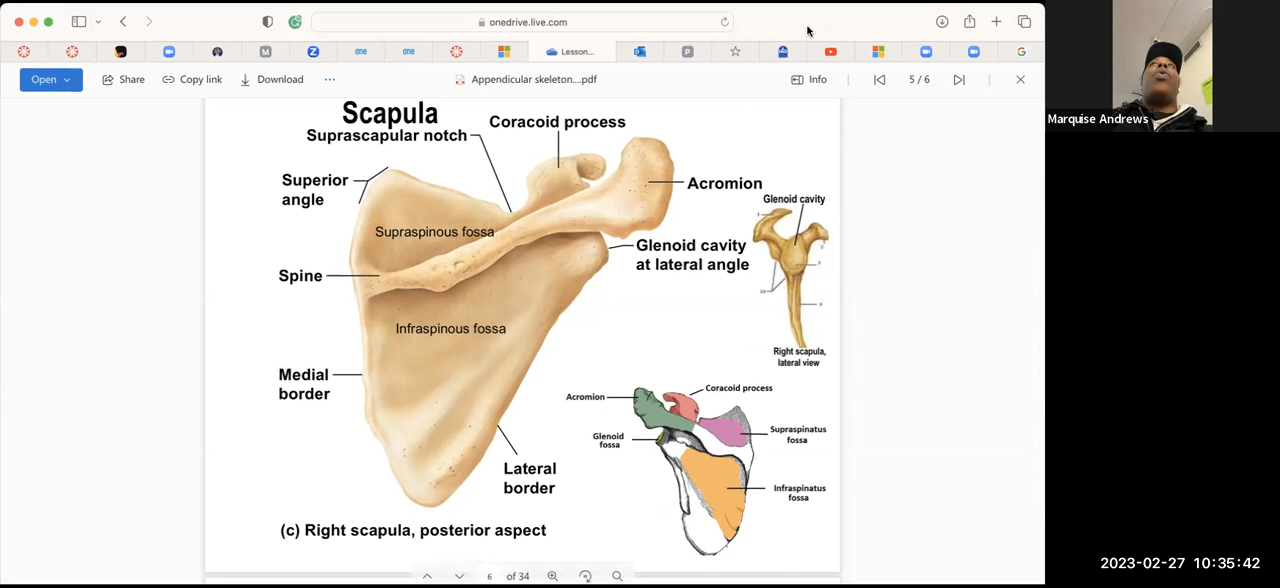 onedrive.live.com
M
Z
one
one
Lesson...
P
G
Open
Share
Copy link
Download
...
Appendicular skeleton....pdf
Info
5 / 6
Marquise Andrews
Scapula
Suprascapular notch
Coracoid process
Superior
angle
Acromion
Glenoid cavity
Supraspinous fossa
Glenoid cavity
at lateral angle
Spine
Infraspinous fossa
Right scapula,
lateral view
Medial
border
Coracoid process
Acromion
Supraspinatus
fossa
Glenoid
fossa
Lateral
border
Infraspinatus
fossa
(c) Right scapula, posterior aspect
6 of 34
2023-02-27 10:35:42